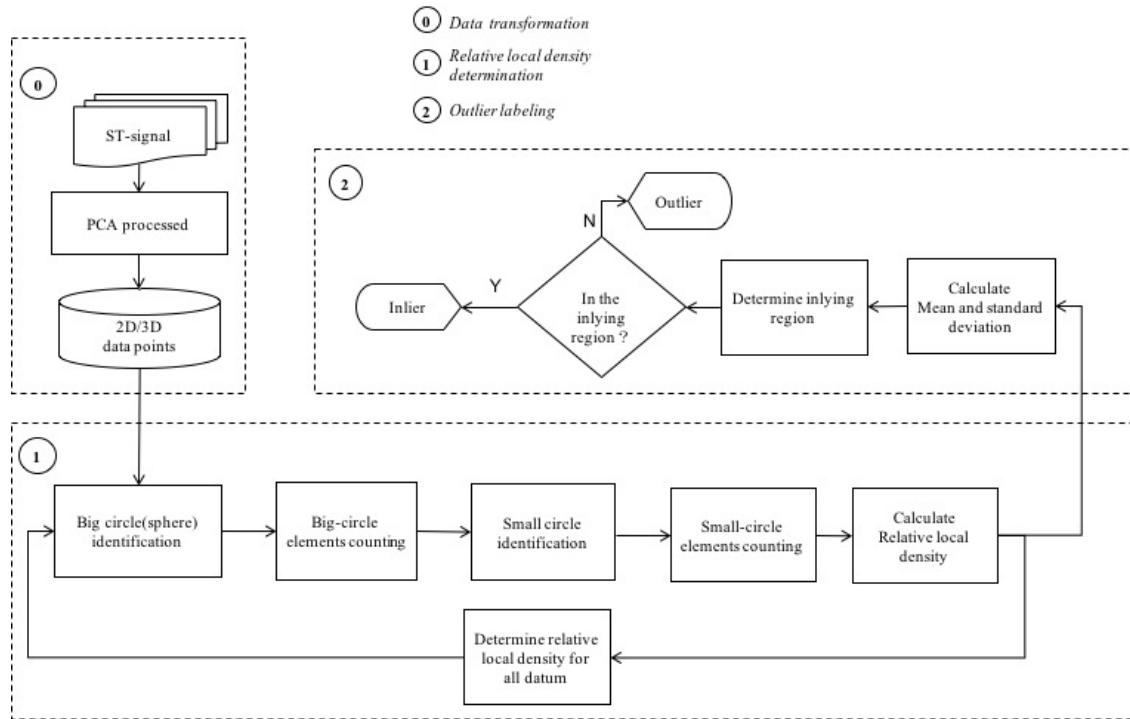 0 Data transformation
1 Relative local density
determination
2 Outlier labeling
0
ST-signal
PCA processed
2D/3D
data points
2
Outlier
N
Y
Inlier
In the
inlying
region ?
Determine inlying
region
Calculate
Mean and standard
deviation
1
Big circle(sphere)
identification
Big-circle
elements counting
Small circle
identification
Small-circle
elements counting
Calculate
Relative local
density
Determine relative
local density for
all datum